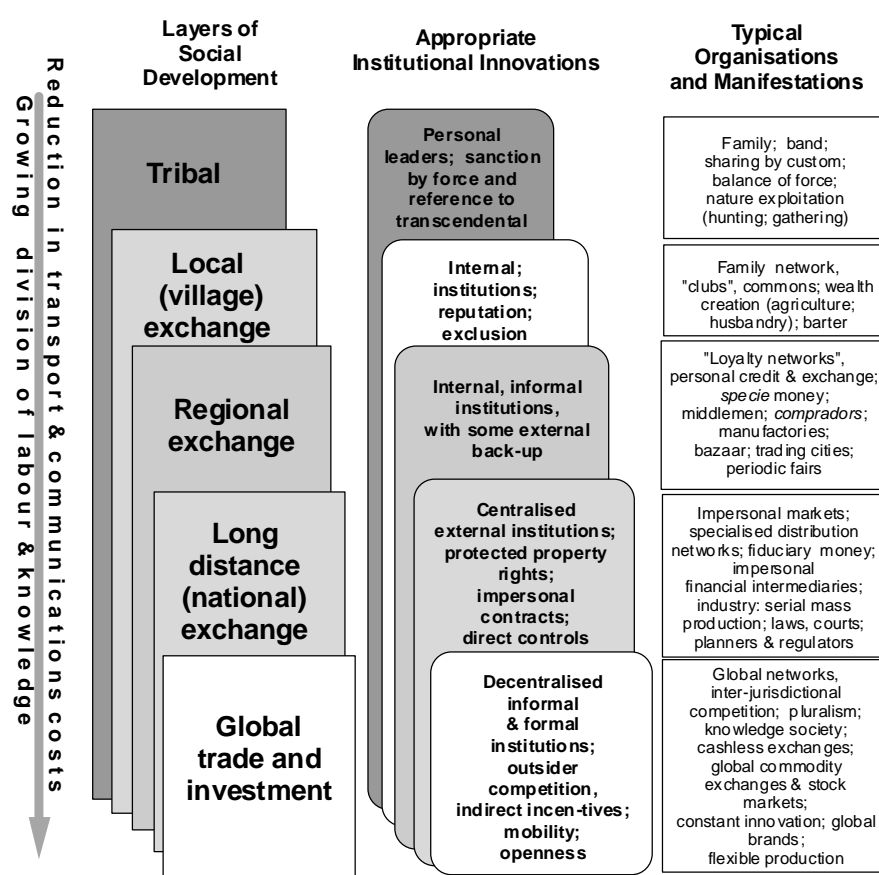 Reduction in transport & communications costs
Growing division of labour & knowledge
Layers of
Social
Development
Appropriate
Institutional Innovations
Typical
Organisations
and Manifestations
Tribal
Personal
leaders; sanction
by force and
reference to
transcendental
Family; band;
sharing by custom;
balance of force;
nature exploitation
(hunting; gathering)
Local
(village)
exchange
Internal;
institutions;
reputation;
exclusion
Family network,
"clubs", commons; wealth
creation (agriculture;
husbandry); barter
Regional
exchange
Internal, informal
institutions,
with some external
back-up
"Loyalty networks",
personal credit & exchange;
specie money;
middlemen; compradors;
manufactories;
bazaar; trading cities;
periodic fairs
Long
distance
(national)
exchange
Centralised
external institutions;
protected property
rights;
impersonal
contracts;
direct controls
Impersonal markets;
specialised distribution
networks; fiduciary money;
impersonal
financial intermediaries;
industry: serial mass
production; laws, courts;
planners & regulators
Global
trade and
investment
Decentralised
informal
& formal
institutions;
outsider
competition,
indirect incen-tives;
mobility;
openness
Global networks,
inter-jurisdictional
competition; pluralism;
knowledge society;
cashless exchanges;
global commodity
exchanges & stock
markets;
constant innovation; global
brands;
flexible production